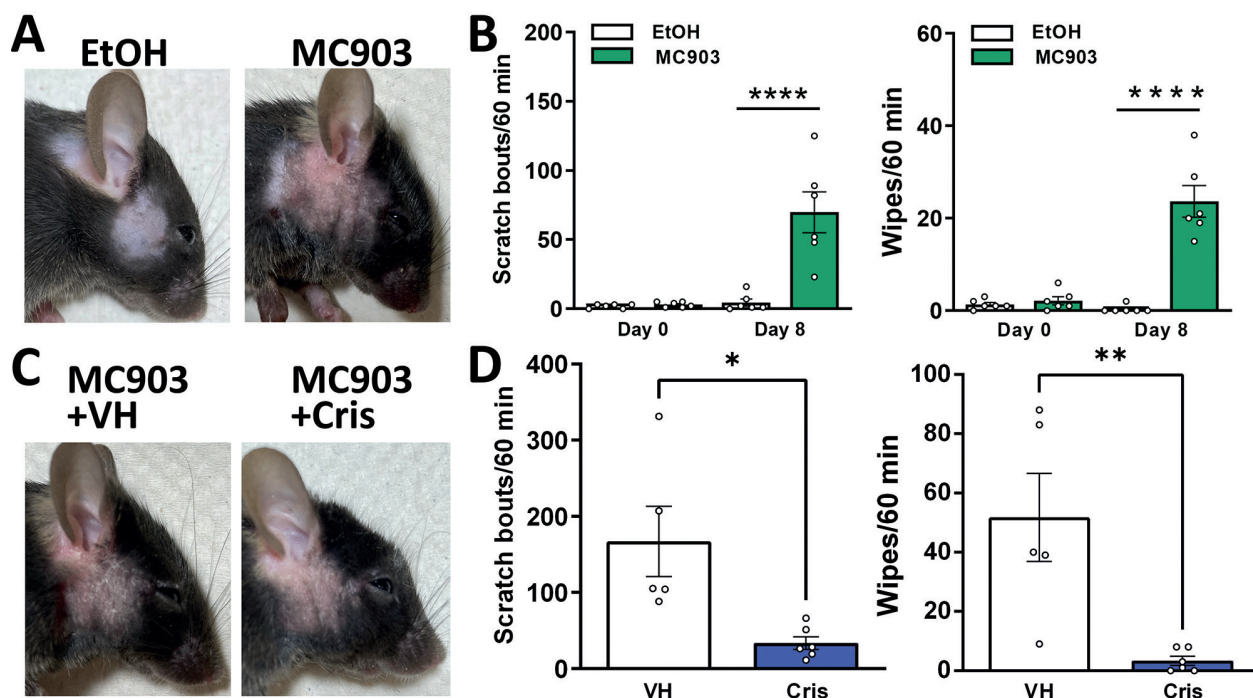 A
EtOH
MC903
B
Scratch bouts/60 min
200
150
100
50
0
EtOH
MC903
****
Day 0
Day 8
Wipes/60 min
60
40
20
0
EtOH
MC903
****
Day 0
Day 8
C
MC903
+VH
MC903
+Cris
D
Scratch bouts/60 min
400
300
200
100
0
*
VH
Cris
Wipes/60 min
100
80
60
40
20
0
**
VH
Cris